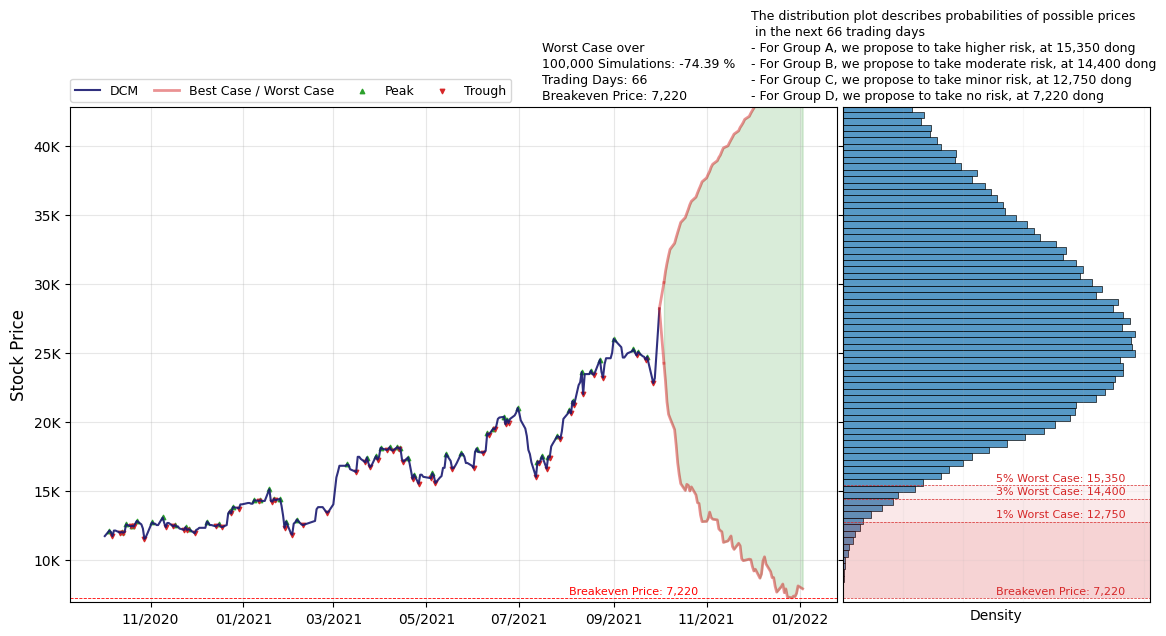 The distribution plot describes probabilities of possible prices
in the next 66 trading days
- For Group A, we propose to take higher risk, at 15,350 dong
- For Group B, we propose to take moderate risk, at 14,400 dong
- For Group C, we propose to take minor risk, at 12,750 dong
- For Group D, we propose to take no risk, at 7,220 dong
Worst Case over
100,000 Simulations: -74.39 %
Trading Days: 66
Breakeven Price: 7,220
DCM
Best Case / Worst Case
Peak
Trough
Stock Price
40K
35K
30K
25K
20K
15K
10K
Breakeven Price: 7,220
11/2020
01/2021
03/2021
05/2021
07/2021
09/2021
11/2021
01/2022
5% Worst Case: 15,350
3% Worst Case: 14,400
1% Worst Case: 12,750
Breakeven Price: 7,220
Density